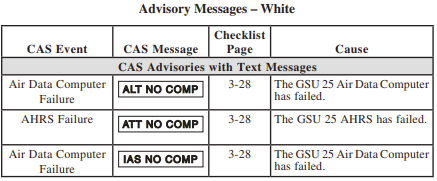 Advisory Messages – White
CAS Event CAS Message Checklist Page Cause
CAS Advisories with Text Messages
Air Data Computer Failure ALT NO COMP 3-28 The GSU 25 Air Data Computer has failed.
AHRS Failure ATT NO COMP 3-28 The GSU 25 AHRS has failed.
Air Data Computer Failure IAS NO COMP 3-28 The GSU 25 Air Data Computer has failed.